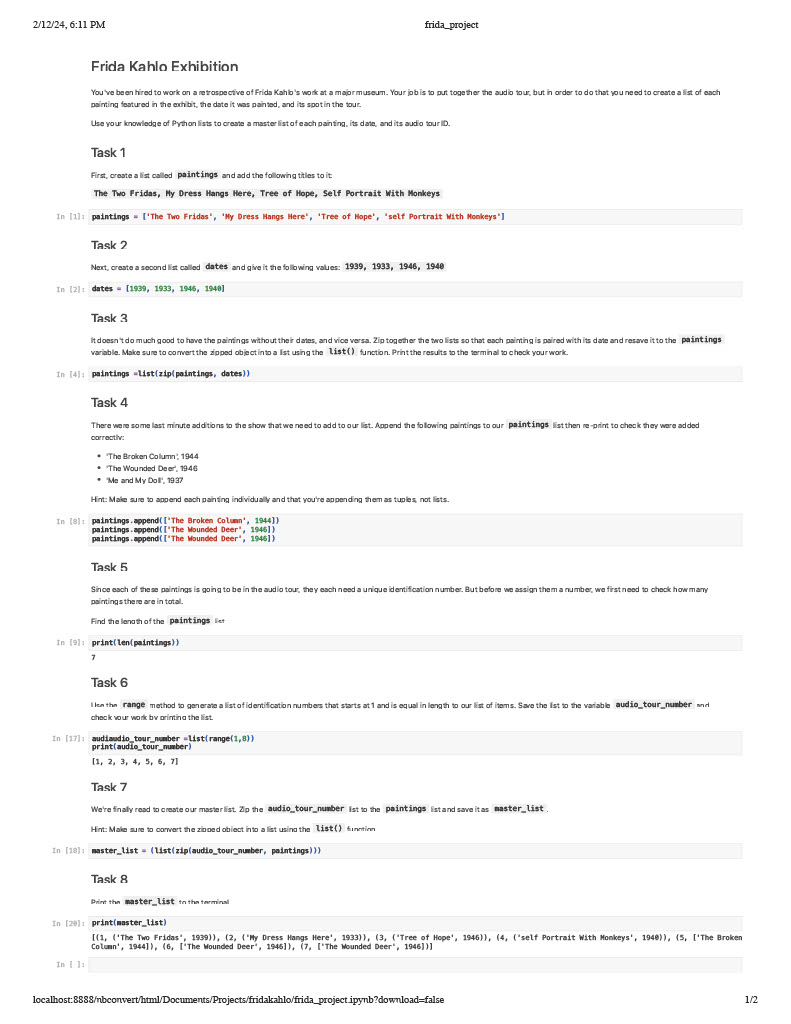 2/12/24, 6:11 PM frida_project
Frida Kahlo Exhibition
You've been hired to work on a retrospective of Frida Kahlo's work at a major museum. Your job is to put together the audio tour, but in order to do that you need to create a list of each
painting featured in the exhibit, the date it was painted, and its spot in the tour.
Use your knowledge of Python lists to create a master list of each painting, its date, and its audio tour ID.
Task 1
First, create a list called paintings and add the following titles to it:
The Two Fridas, My Dress Hangs Here, Tree of Hope, Self Portrait With Monkeys
In [1]: paintings = ['The Two Fridas', 'My Dress Hangs Here', 'Tree of Hope', 'self Portrait With Monkeys']
Task 2
Next, create a second list called dates and give it the following values: 1939, 1933, 1946, 1940
In [2]: dates = [1939, 1933, 1946, 1940]
Task 3
It doesn't do much good to have the paintings without their dates, and vice versa. Zip together the two lists so that each painting is paired with its date and resave it to the paintings
variable. Make sure to convert the zipped object into a list using the list() function. Print the results to the terminal to check your work.
In [4]: paintings =list(zip(paintings, dates))
Task 4
There were some last minute additions to the show that we need to add to our list. Append the following paintings to our paintings list then re-print to check they were added
correctly:
• 'The Broken Column', 1944
• 'The Wounded Deer', 1946
• 'Me and My Doll', 1937
Hint: Make sure to append each painting individually and that you're appending them as tuples, not lists.
In [8]: paintings.append(['The Broken Column', 1944])
paintings.append(['The Wounded Deer', 1946])
paintings.append(['The Wounded Deer', 1946])
Task 5
Since each of these paintings is going to be in the audio tour, they each need a unique identification number. But before we assign them a number, we first need to check how many
paintings there are in total.
Find the length of the paintings list
In [9]: print(len(paintings))
7
Task 6
Use the range method to generate a list of identification numbers that starts at 1 and is equal in length to our list of items. Save the list to the variable audio_tour_number and
check your work by printing the list.
In [17]: audiaudio_tour_number =list(range(1,8))
print(audio_tour_number)
[1, 2, 3, 4, 5, 6, 7]
Task 7
We're finally read to create our master list. Zip the audio_tour_number list to the paintings list and save it as master_list .
Hint: Make sure to convert the zipped object into a list using the list() function
In [18]: master_list = (list(zip(audio_tour_number, paintings)))
Task 8
Print the master_list to the terminal
In [20]: print(master_list)
[(1, ('The Two Fridas', 1939)), (2, ('My Dress Hangs Here', 1933)), (3, ('Tree of Hope', 1946)), (4, ('self Portrait With Monkeys', 1940)), (5, ['The Broken
Column', 1944]), (6, ['The Wounded Deer', 1946]), (7, ['The Wounded Deer', 1946])]
In [ ]:
localhost:8888/nbconvert/html/Documents/Projects/fridakahlo/frida_project.ipynb?download=false 1/2